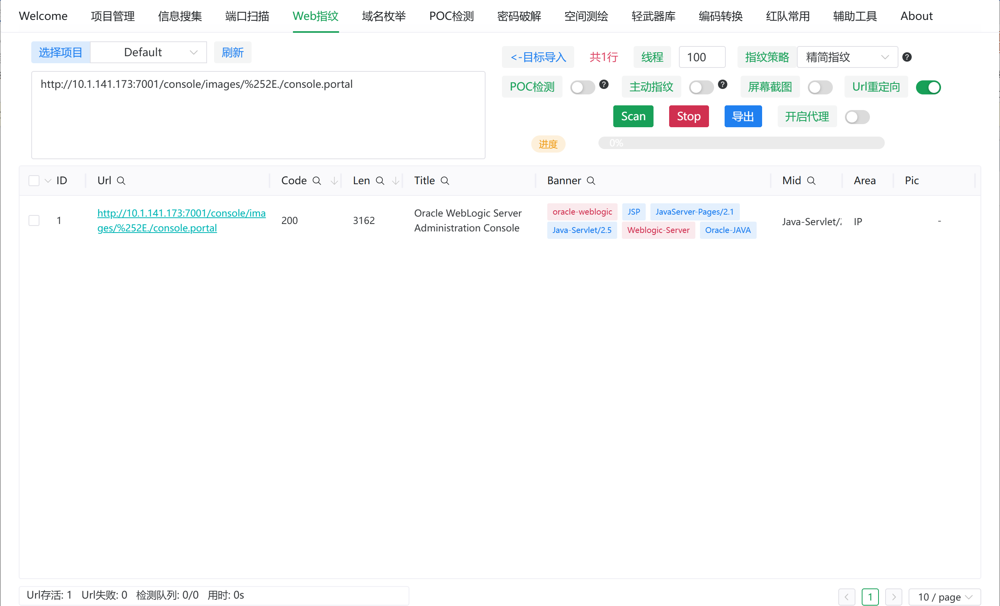 Welcome 项目管理 信息搜集 端口扫描 Web指纹 域名枚举 POC检测 密码破解 空间测绘 轻武器库 编码转换 红队常用 辅助工具 About
选择项目 Default 刷新
<-目标导入 共1行 线程 100 指纹策略 精简指纹 ?
http://10.1.141.173:7001/console/images/%252E./console.portal
POC检测 ? 主动指纹 ? 屏幕截图 Url重定向
Scan Stop 导出 开启代理
进度 0%
ID Url Code Len Title Banner Mid Area Pic
1 http://10.1.141.173:7001/console/ima
ges/%252E./console.portal
200 3162
Oracle WebLogic Server
Administration Console
oracle-weblogic JSP JavaServer-Pages/2.1
Java-Servlet/2.5 Weblogic-Server Oracle-JAVA
Java-Servlet/ IP -
Url存活: 1 Url失败: 0 检测队列: 0/0 用时: 0s
< 1 > 10 / page